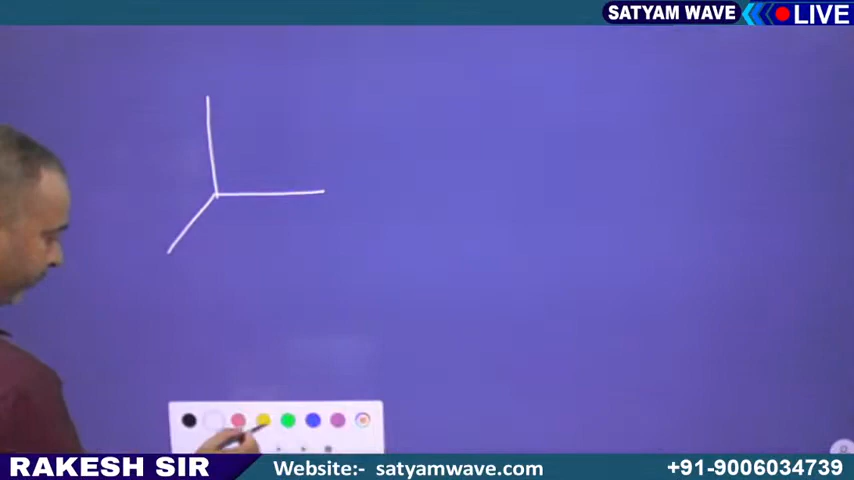 SATYAM WAVE LIVE
RAKESH SIR Website:- satyamwave.com +91-9006034739